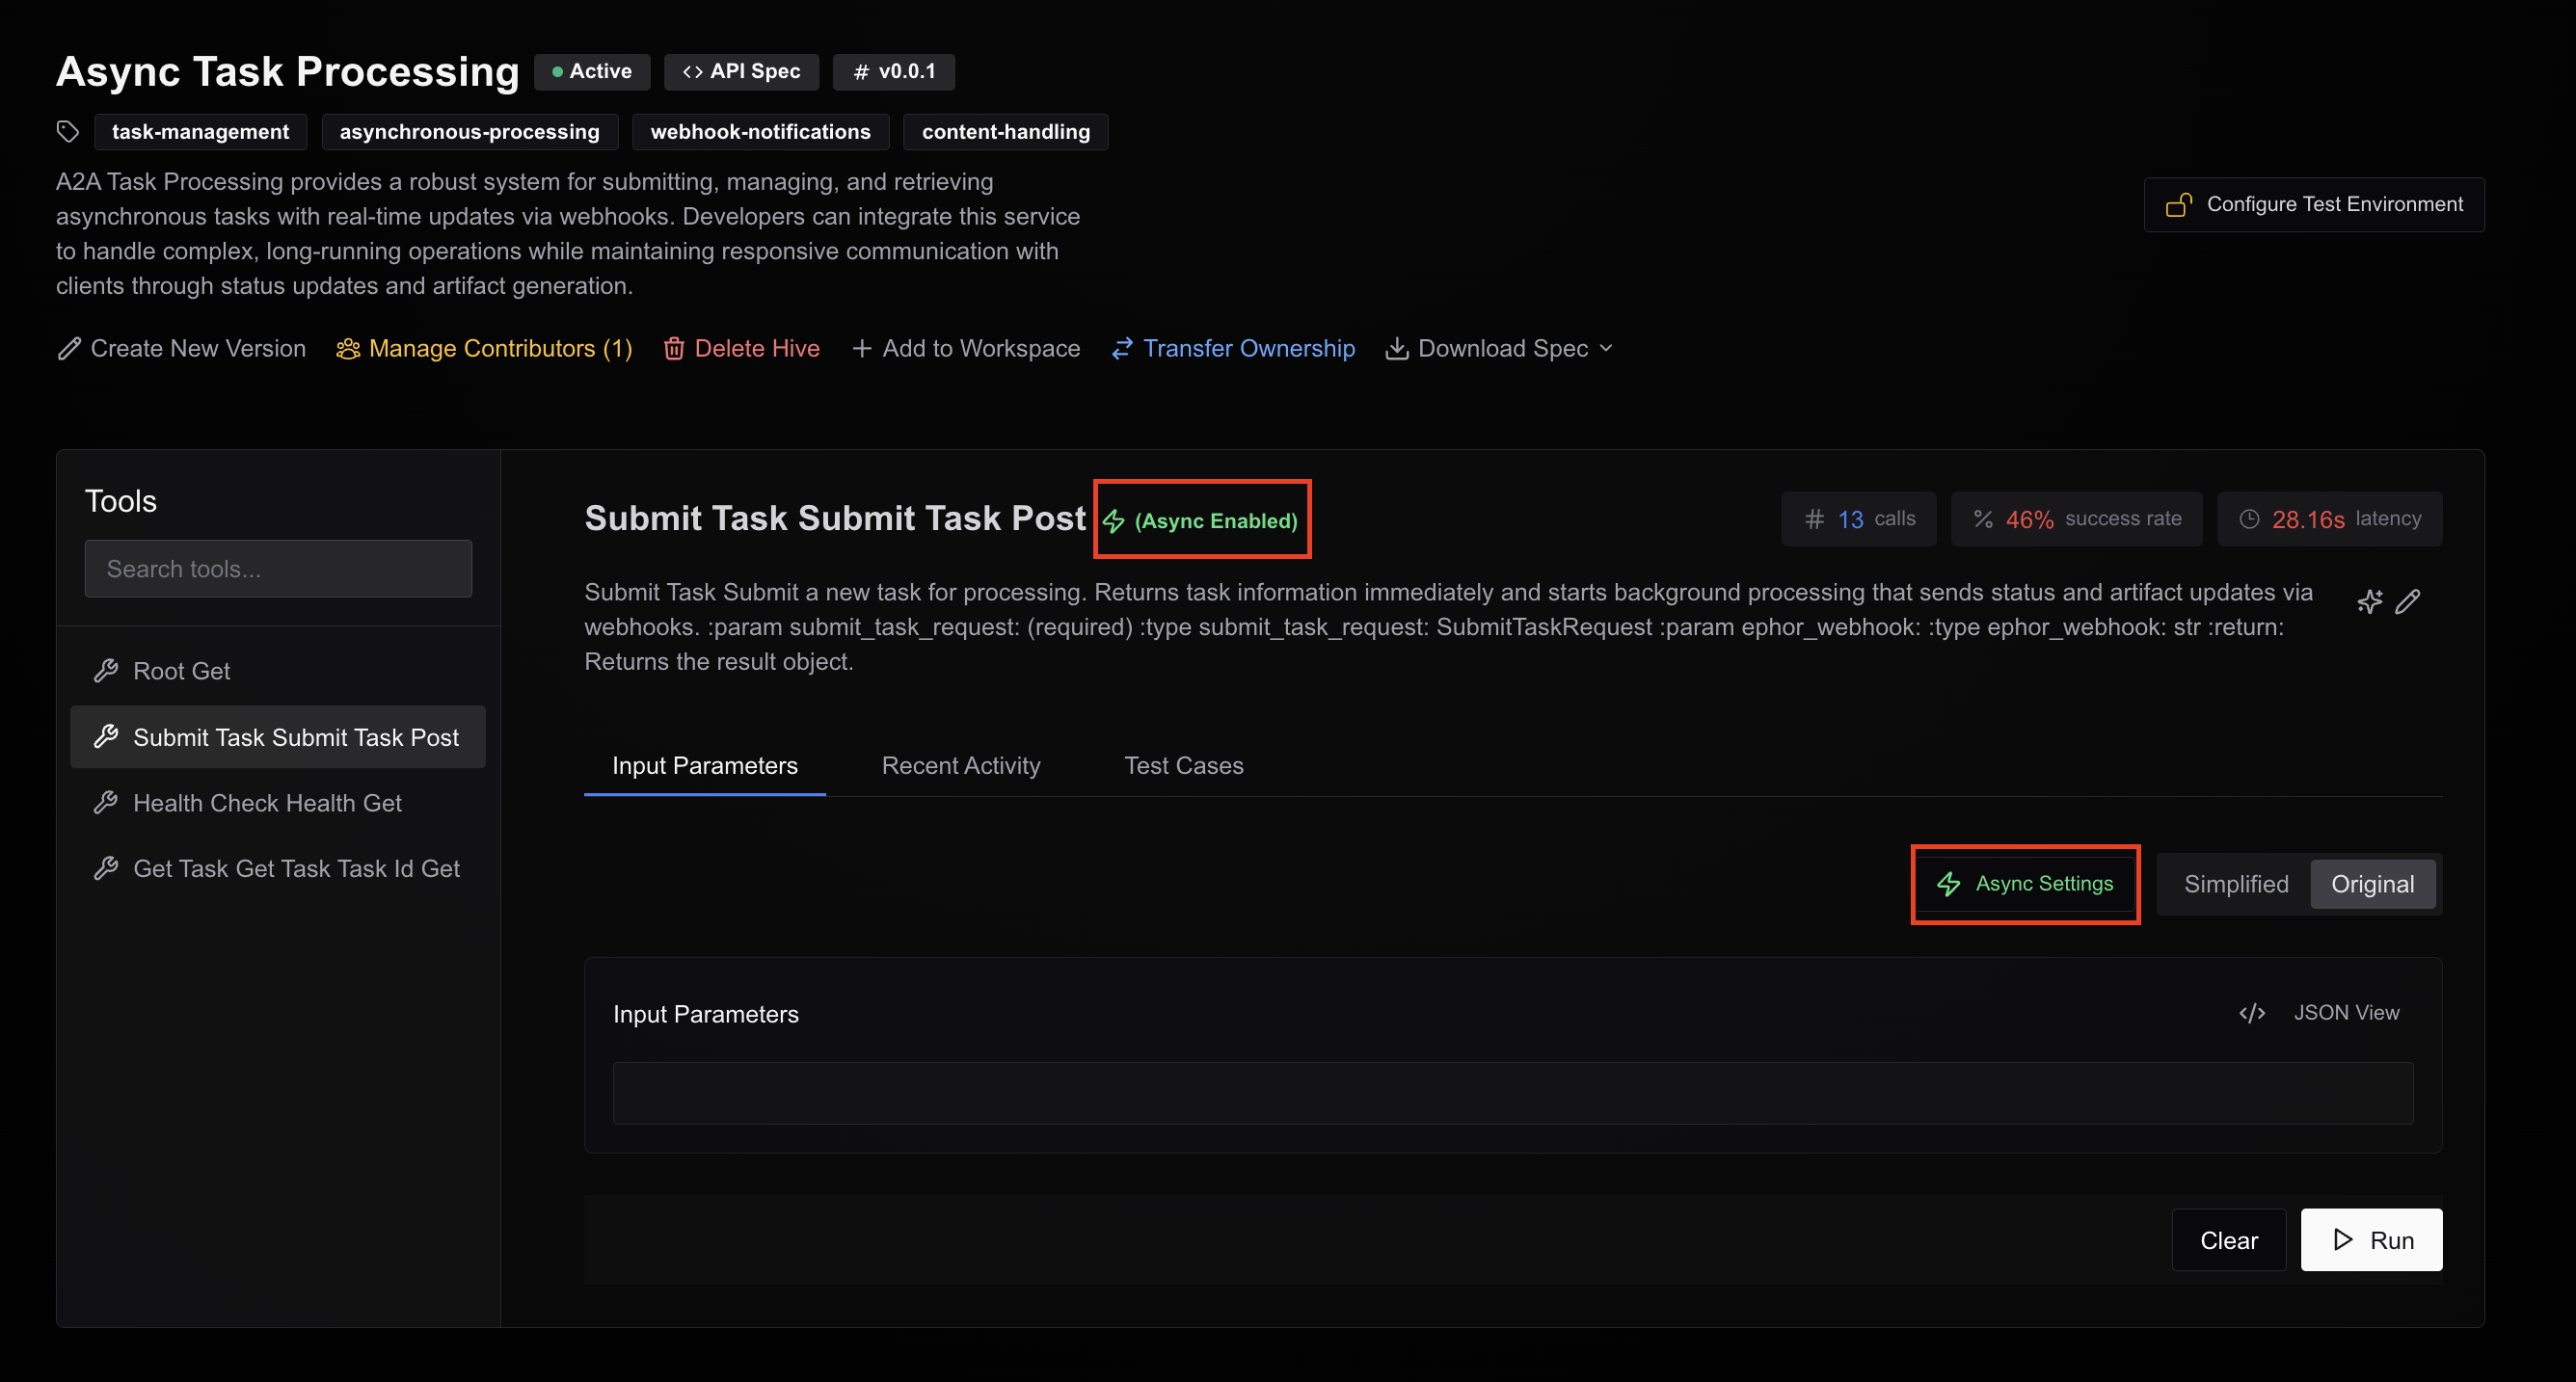 Async Task Processing Active <> API Spec # v0.0.1
task-management asynchronous-processing webhook-notifications content-handling
A2A Task Processing provides a robust system for submitting, managing, and retrieving
asynchronous tasks with real-time updates via webhooks. Developers can integrate this service
to handle complex, long-running operations while maintaining responsive communication with
clients through status updates and artifact generation.
Configure Test Environment
Create New Version Manage Contributors (1) Delete Hive + Add to Workspace Transfer Ownership Download Spec
Tools
Search tools...
Root Get
Submit Task Submit Task Post
Health Check Health Get
Get Task Get Task Task Id Get
Submit Task Submit Task Post (Async Enabled) # 13 calls % 46% success rate 28.16s latency
Submit Task Submit a new task for processing. Returns task information immediately and starts background processing that sends status and artifact updates via
webhooks. :param submit_task_request: (required) :type submit_task_request: SubmitTaskRequest :param ephor_webhook: :type ephor_webhook: str :return:
Returns the result object.
Input Parameters Recent Activity Test Cases
Async Settings Simplified Original
Input Parameters </> JSON View
Clear Run